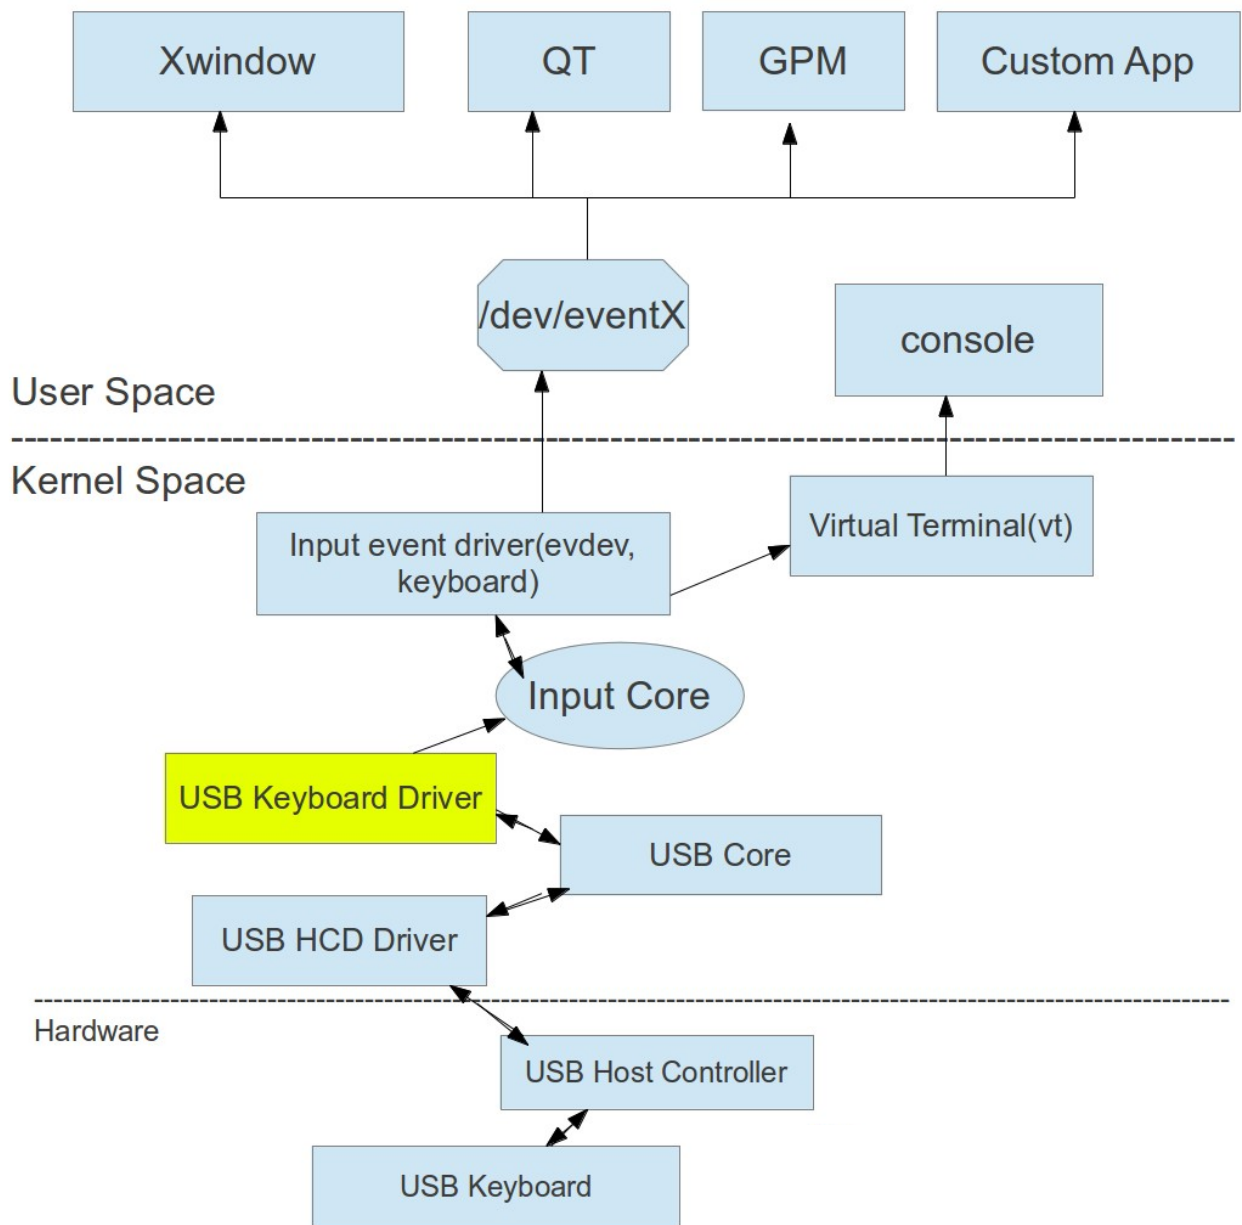 Xwindow
QT
GPM
Custom App
/dev/eventX
console
User Space
Kernel Space
Virtual Terminal(vt)
Input event driver(evdev,
keyboard)
Input Core
USB Keyboard Driver
USB Core
USB HCD Driver
Hardware
USB Host Controller
USB Keyboard